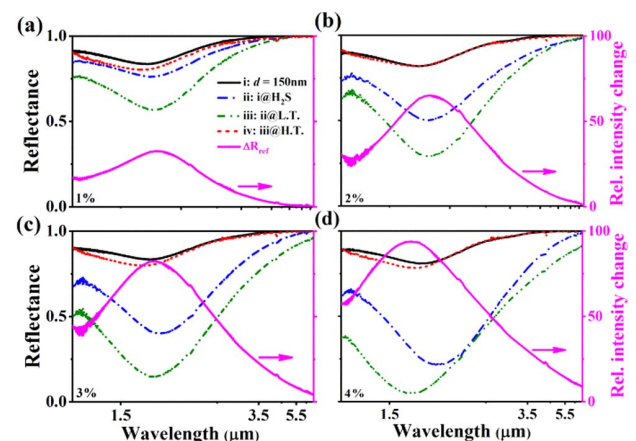 (a)
(b)
1.0
0.5
0.0
Reflectance
i: d = 150nm
ii: i@H₂S
iii: ii@L.T.
iv: iii@H.T.
ΔR_ref
1%
2%
100
50
0
Rel. intensity change
(c)
(d)
1.0
0.5
0.0
Reflectance
3%
4%
100
50
0
Rel. intensity change
1.5 3.5 5.5
1.5 3.5 5.5
Wavelength (μm)
Wavelength (μm)